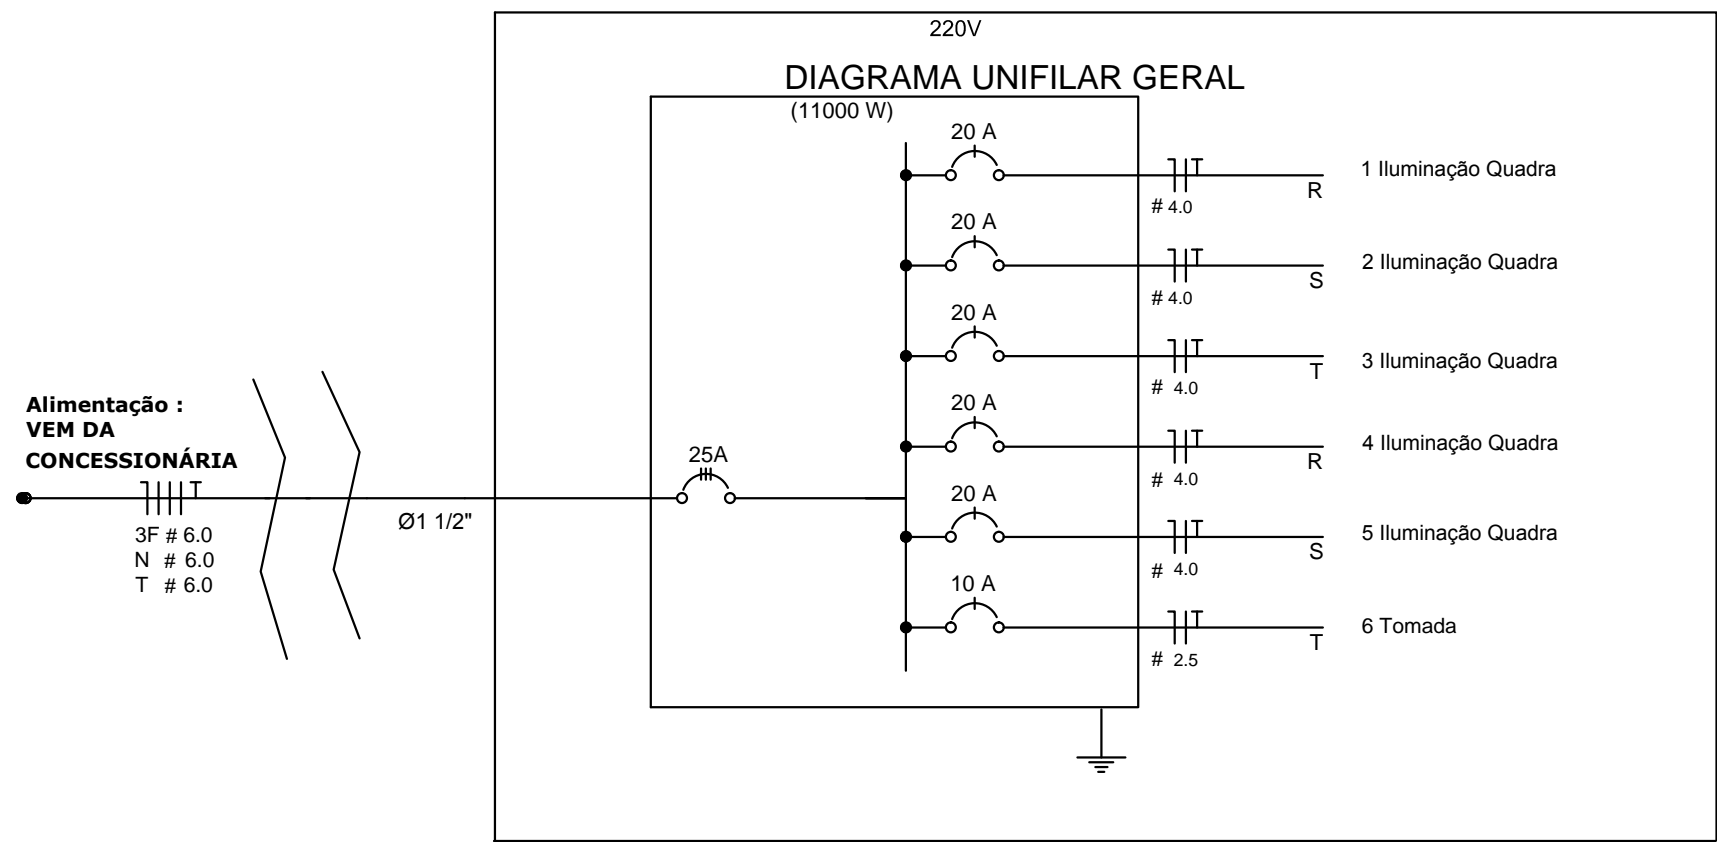 220V
DIAGRAMA UNIFILAR GERAL
(11000 W)
20 A
1 Iluminação Quadra
T
R
# 4.0
20 A
2 Iluminação Quadra
T
S
# 4.0
20 A
3 Iluminação Quadra
T
T
# 4.0
20 A
4 Iluminação Quadra
T
R
# 4.0
20 A
5 Iluminação Quadra
T
S
# 4.0
10 A
6 Tomada
T
T
# 2.5
Alimentação :
VEM DA
CONCESSIONÁRIA
T
3F # 6.0
N # 6.0
T # 6.0
Ø1 1/2"
25A